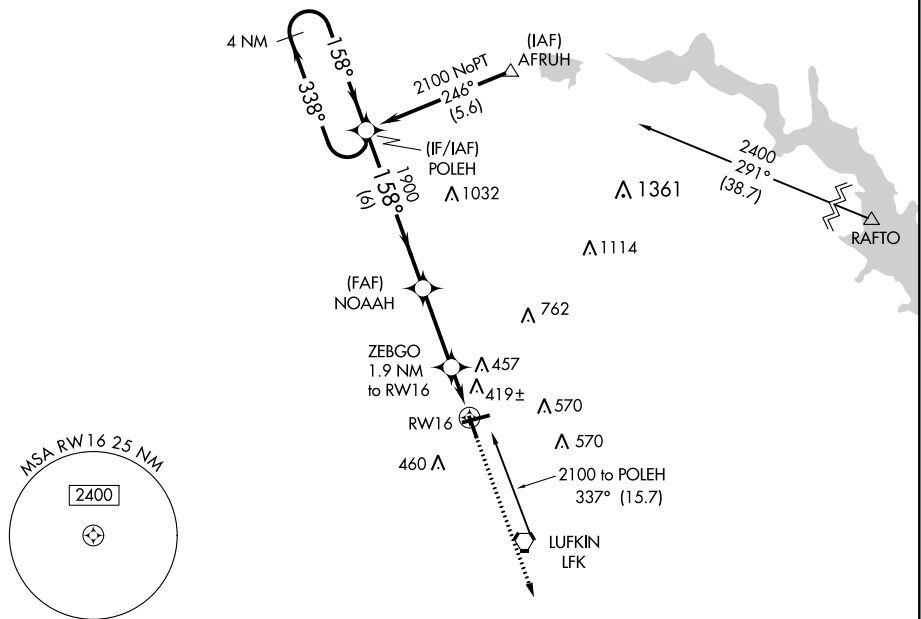 4 NM
158°
338°
(IAF)
AFRUH
2100 NoPT
246°
(5.6)
(IF/IAF)
POLEH
1900
158°
(6)
1032
1361
1114
2400
291°
(38.7)
RAFTO
(FAF)
NOAAH
762
ZEBGO
1.9 NM
to RW16
457
419±
RW16
570
570
460
2100 to POLEH
337° (15.7)
LUFKIN
LFK
MSA RW16 25 NM
2400